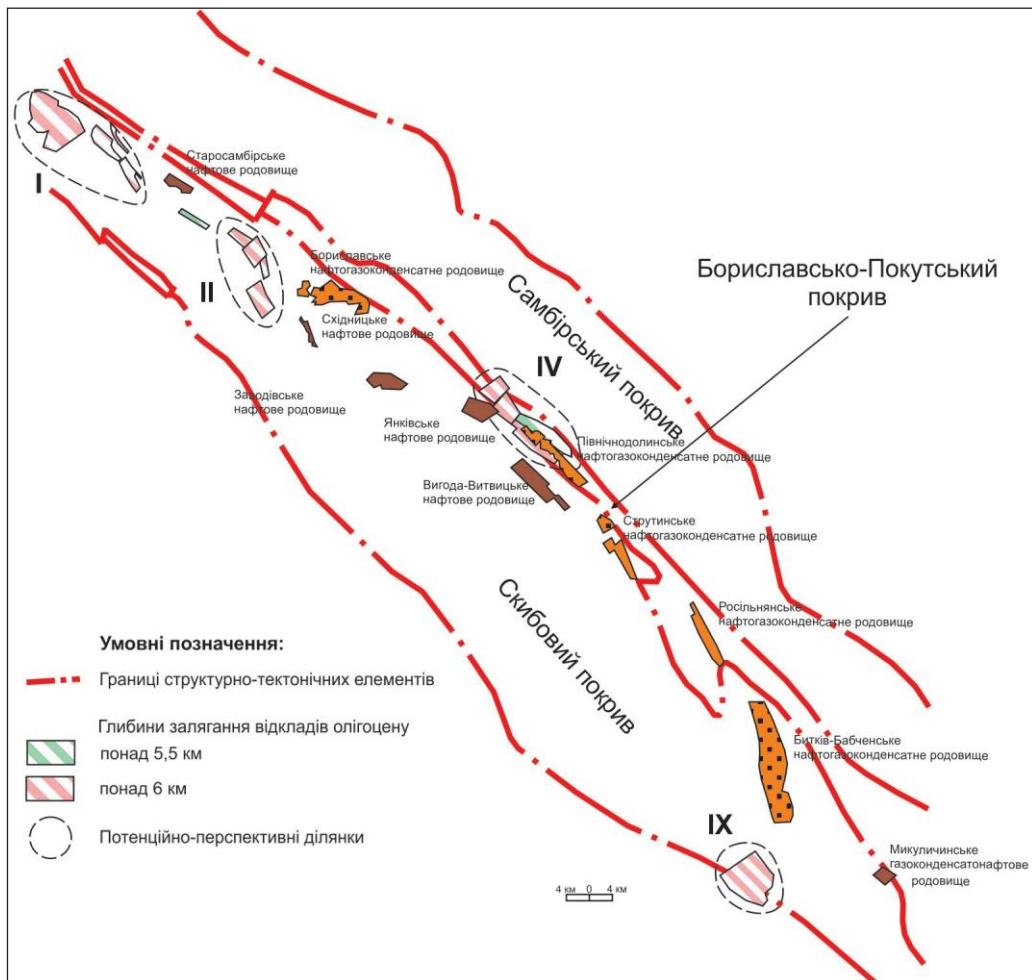 Старосамбірське
нафтове родовище
I
II
Бориславське
нафтогазоконденсатне родовище
Східницьке
нафтове родовище
Бориславсько-Покутський
покрив
Самбірський покрив
IV
Заводівське
нафтове родовище
Янківське
нафтове родовище
Північнодолинське
нафтогазоконденсатне родовище
Вигода-Витвицьке
нафтове родовище
Струтинське
нафтогазоконденсатне родовище
Скибовий покрив
Росільнянське
нафтогазоконденсатне родовище
Умовні позначення:
Границі структурно-тектонічних елементів
Глибини залягання відкладів олігоцену
понад 5,5 км
понад 6 км
Потенційно-перспективні ділянки
Битків-Бабченське
нафтогазоконденсатне родовище
IX
Микуличинське
газоконденсатонафтове
родовище
4 км 0 4 км